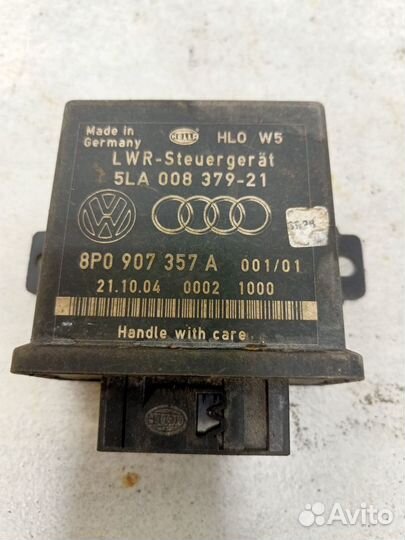 Made in
Germany
HELLA
HLO W5
LWR-Steuergerät
5LA 008 379-21
8P0 907 357 A 001/01
21.10.04 0002 1000
Handle with care
HELLA
Avito